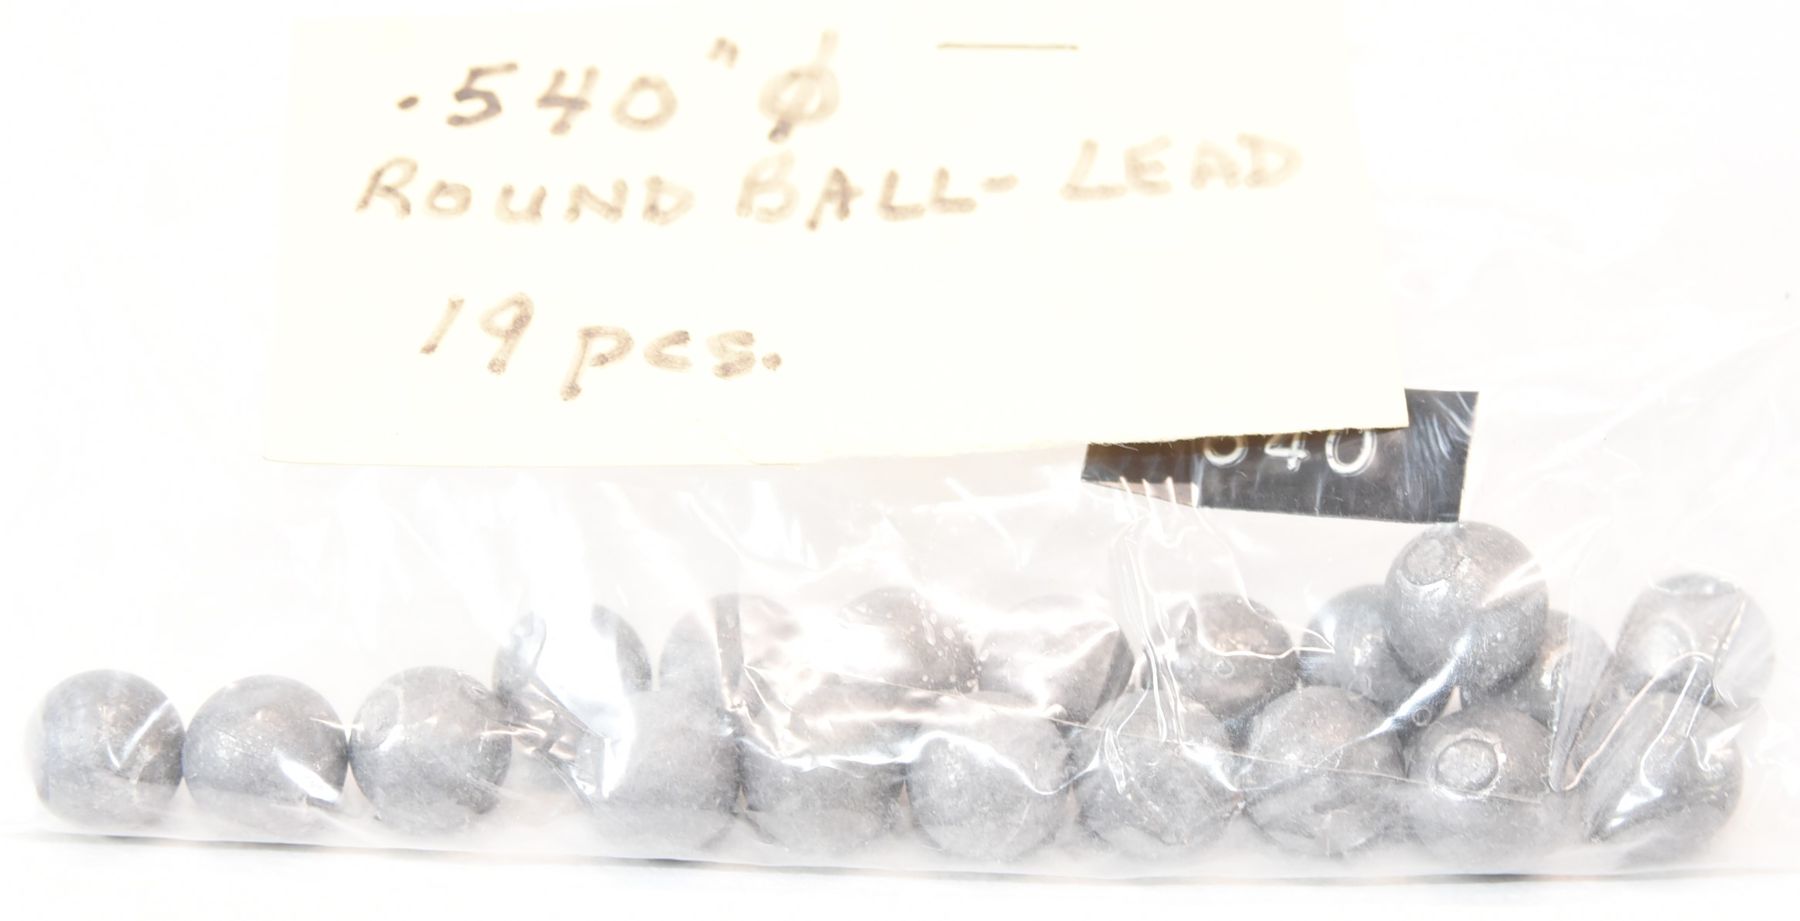 .540" Ø
ROUND BALL - LEAD
19 pcs.
540